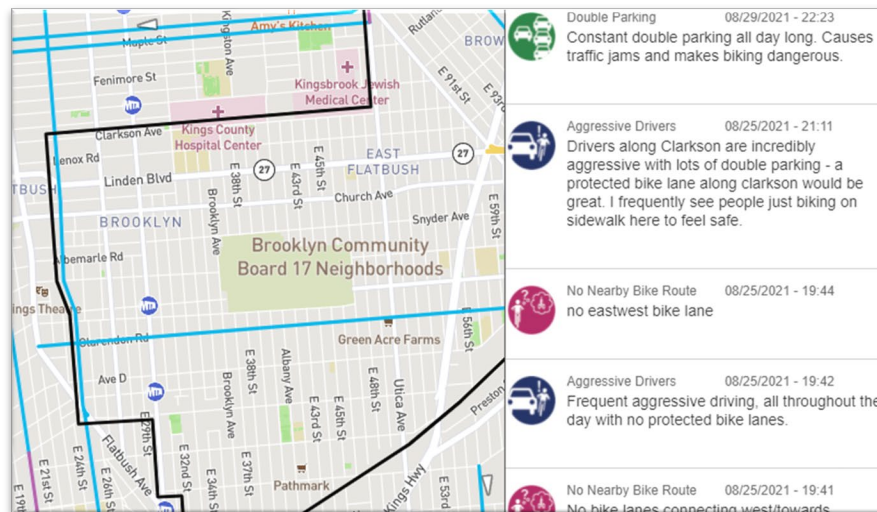 Maple St
Kingston Ave
Amy's Kitchen
Rutla
BROW
Fenimore St
Kingsbrook Jewish
Medical Center
E 91st St
E 93rd
MTA
Clarkson Ave
Kings County
Hospital Center
Lenox Rd
TBUSH
Linden Blvd
27
EAST
FLATBUSH
27
E 38th St
E 43rd St
E 45th St
Church Ave
BROOKLYN
Brooklyn Ave
Snyder Ave
E 59th St
Albemarle Rd
Brooklyn Community
Board 17 Neighborhoods
ings Theatre
MTA
Clarendon Rd
Green Acre Farms
E 56th St
Ave D
MTA
E 38th St
Brooklyn Ave
Albany Ave
E 43rd St
E 45th St
E 48th St
Utica Ave
Preston
E 29th St
Flatbush Ave
E 21st St
E 19th
E 24th St
E 26th St
E 32nd St
E 34th St
E 37th St
Pathmark
Kings Hwy
E 53rd
Double Parking 08/29/2021 - 22:23
Constant double parking all day long. Causes
traffic jams and makes biking dangerous.
Aggressive Drivers 08/25/2021 - 21:11
Drivers along Clarkson are incredibly
aggressive with lots of double parking - a
protected bike lane along clarkson would be
great. I frequently see people just biking on
sidewalk here to feel safe.
No Nearby Bike Route 08/25/2021 - 19:44
no eastwest bike lane
Aggressive Drivers 08/25/2021 - 19:42
Frequent aggressive driving, all throughout the
day with no protected bike lanes.
No Nearby Bike Route 08/25/2021 - 19:41
No bike lanes connecting west/towards